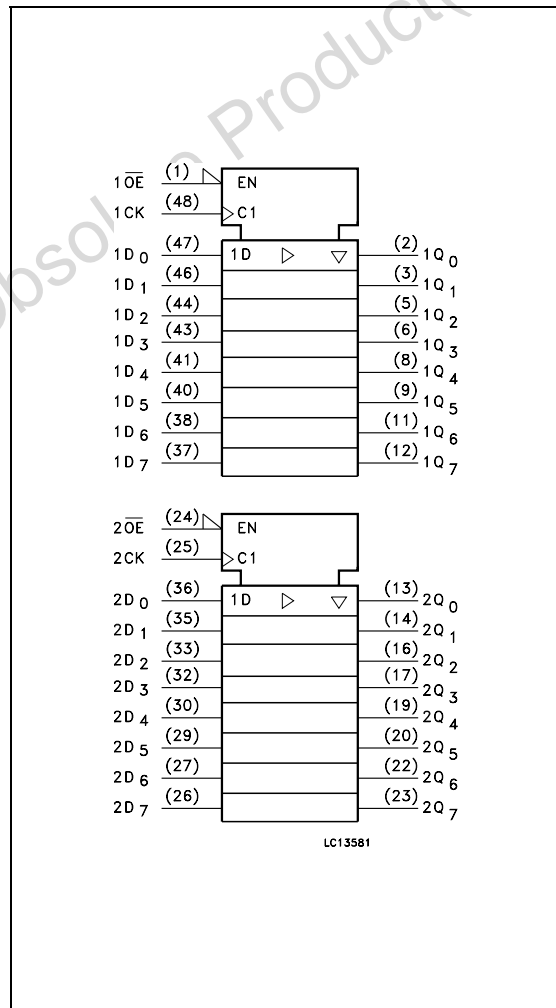 Obsolete Product(
1O̅E̅ (1) EN
1CK (48) C1
1D0 (47) 1D (2) 1Q0
1D1 (46) (3) 1Q1
1D2 (44) (5) 1Q2
1D3 (43) (6) 1Q3
1D4 (41) (8) 1Q4
1D5 (40) (9) 1Q5
1D6 (38) (11) 1Q6
1D7 (37) (12) 1Q7
2O̅E̅ (24) EN
2CK (25) C1
2D0 (36) 1D (13) 2Q0
2D1 (35) (14) 2Q1
2D2 (33) (16) 2Q2
2D3 (32) (17) 2Q3
2D4 (30) (19) 2Q4
2D5 (29) (20) 2Q5
2D6 (27) (22) 2Q6
2D7 (26) (23) 2Q7
LC13581